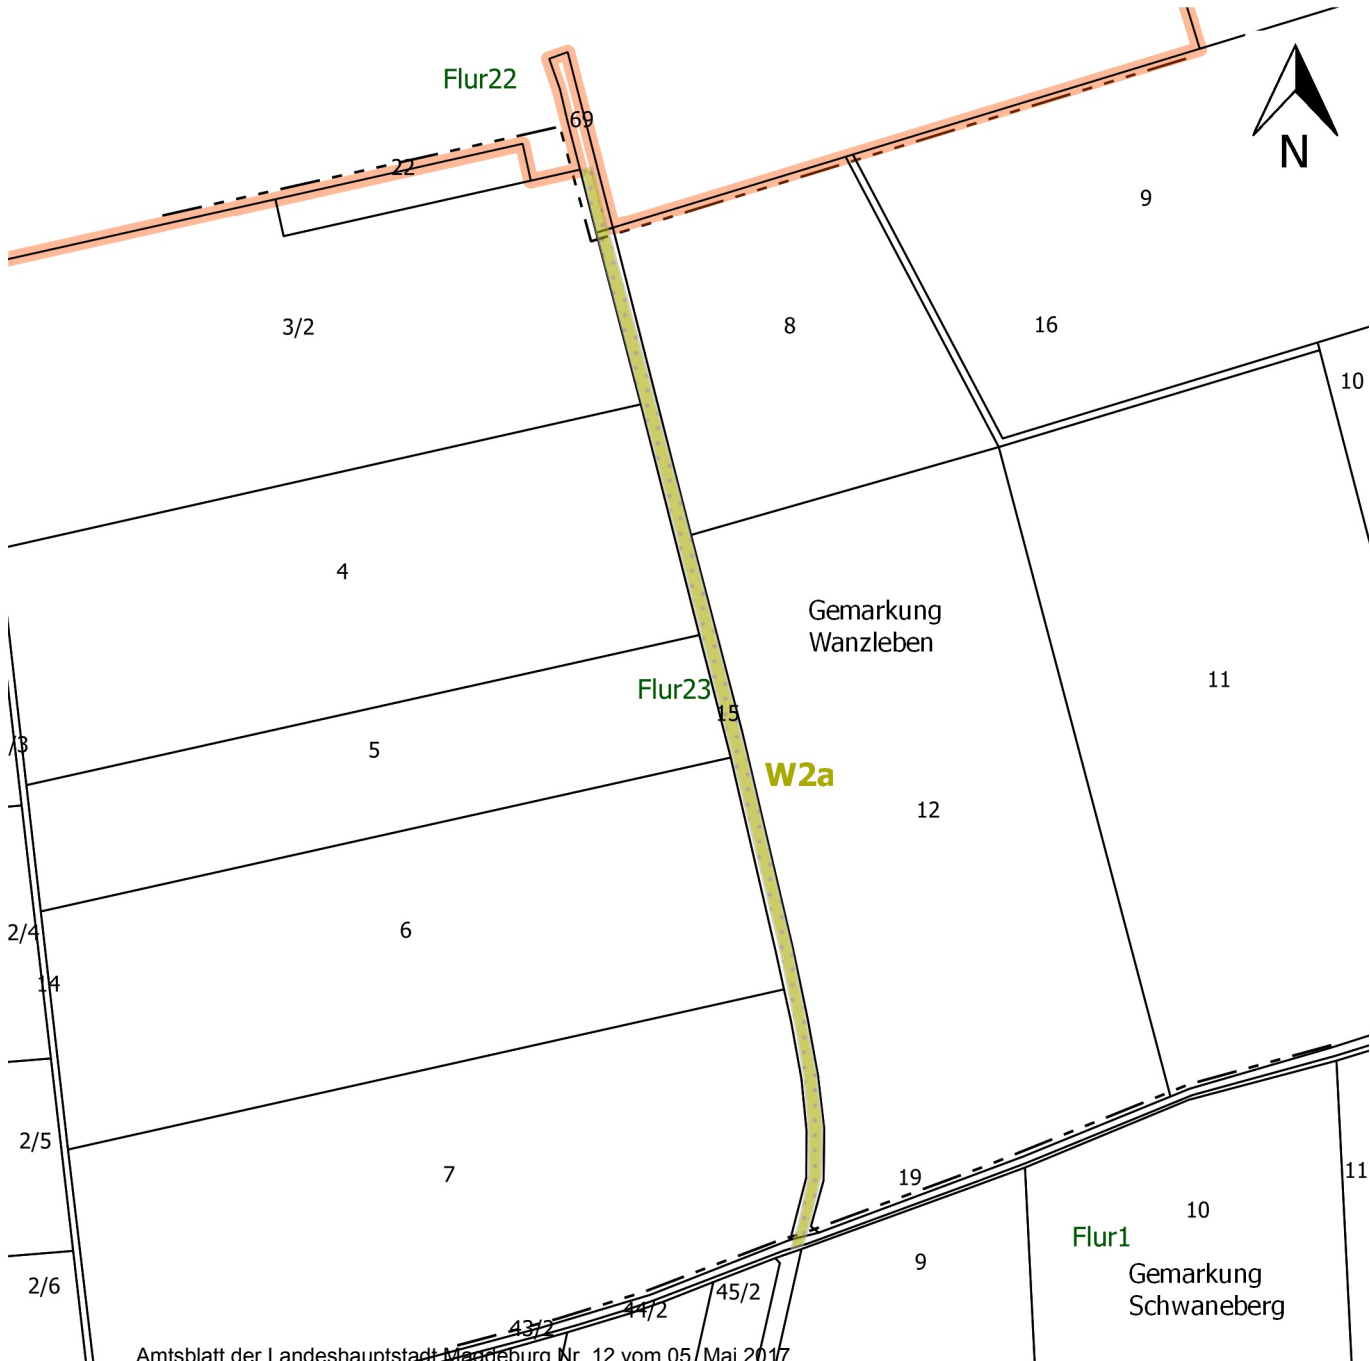 Flur22
69
22
N
9
3/2
8
16
10
4
Gemarkung
Wanzleben
11
Flur23
15
/3
5
W2a
12
6
2/4
14
2/5
7
19
11
10
Flur1
9
Gemarkung
Schwaneberg
2/6
45/2
44/2
43/2
Amtsblatt der Landeshauptstadt Magdeburg Nr. 12 vom 05. Mai 2017